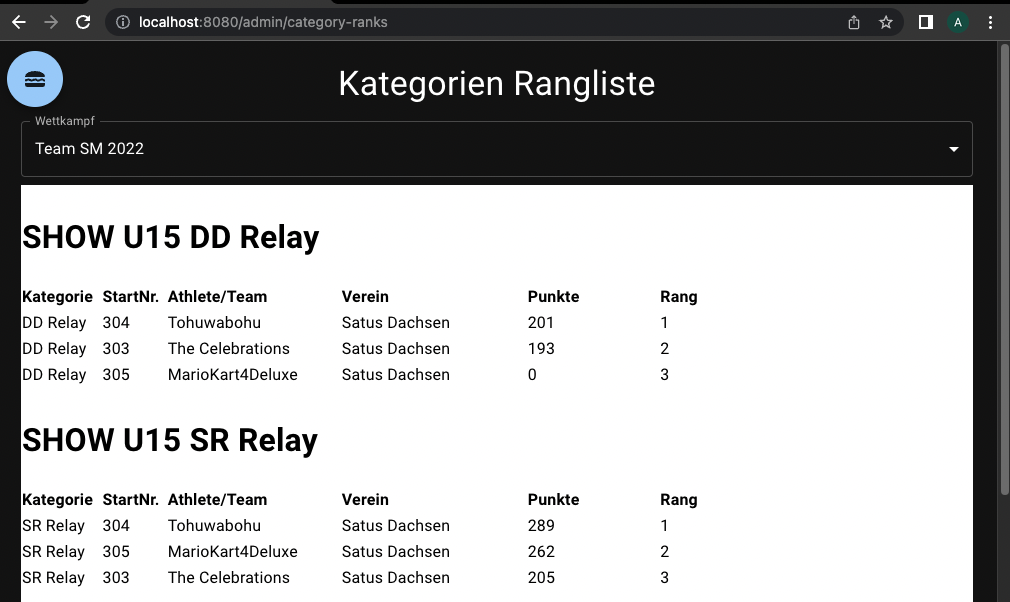 localhost:8080/admin/category-ranks
A
Kategorien Rangliste
Wettkampf
Team SM 2022
SHOW U15 DD Relay
Kategorie StartNr. Athlete/Team Verein Punkte Rang
DD Relay 304 Tohuwabohu Satus Dachsen 201 1
DD Relay 303 The Celebrations Satus Dachsen 193 2
DD Relay 305 MarioKart4Deluxe Satus Dachsen 0 3
SHOW U15 SR Relay
Kategorie StartNr. Athlete/Team Verein Punkte Rang
SR Relay 304 Tohuwabohu Satus Dachsen 289 1
SR Relay 305 MarioKart4Deluxe Satus Dachsen 262 2
SR Relay 303 The Celebrations Satus Dachsen 205 3